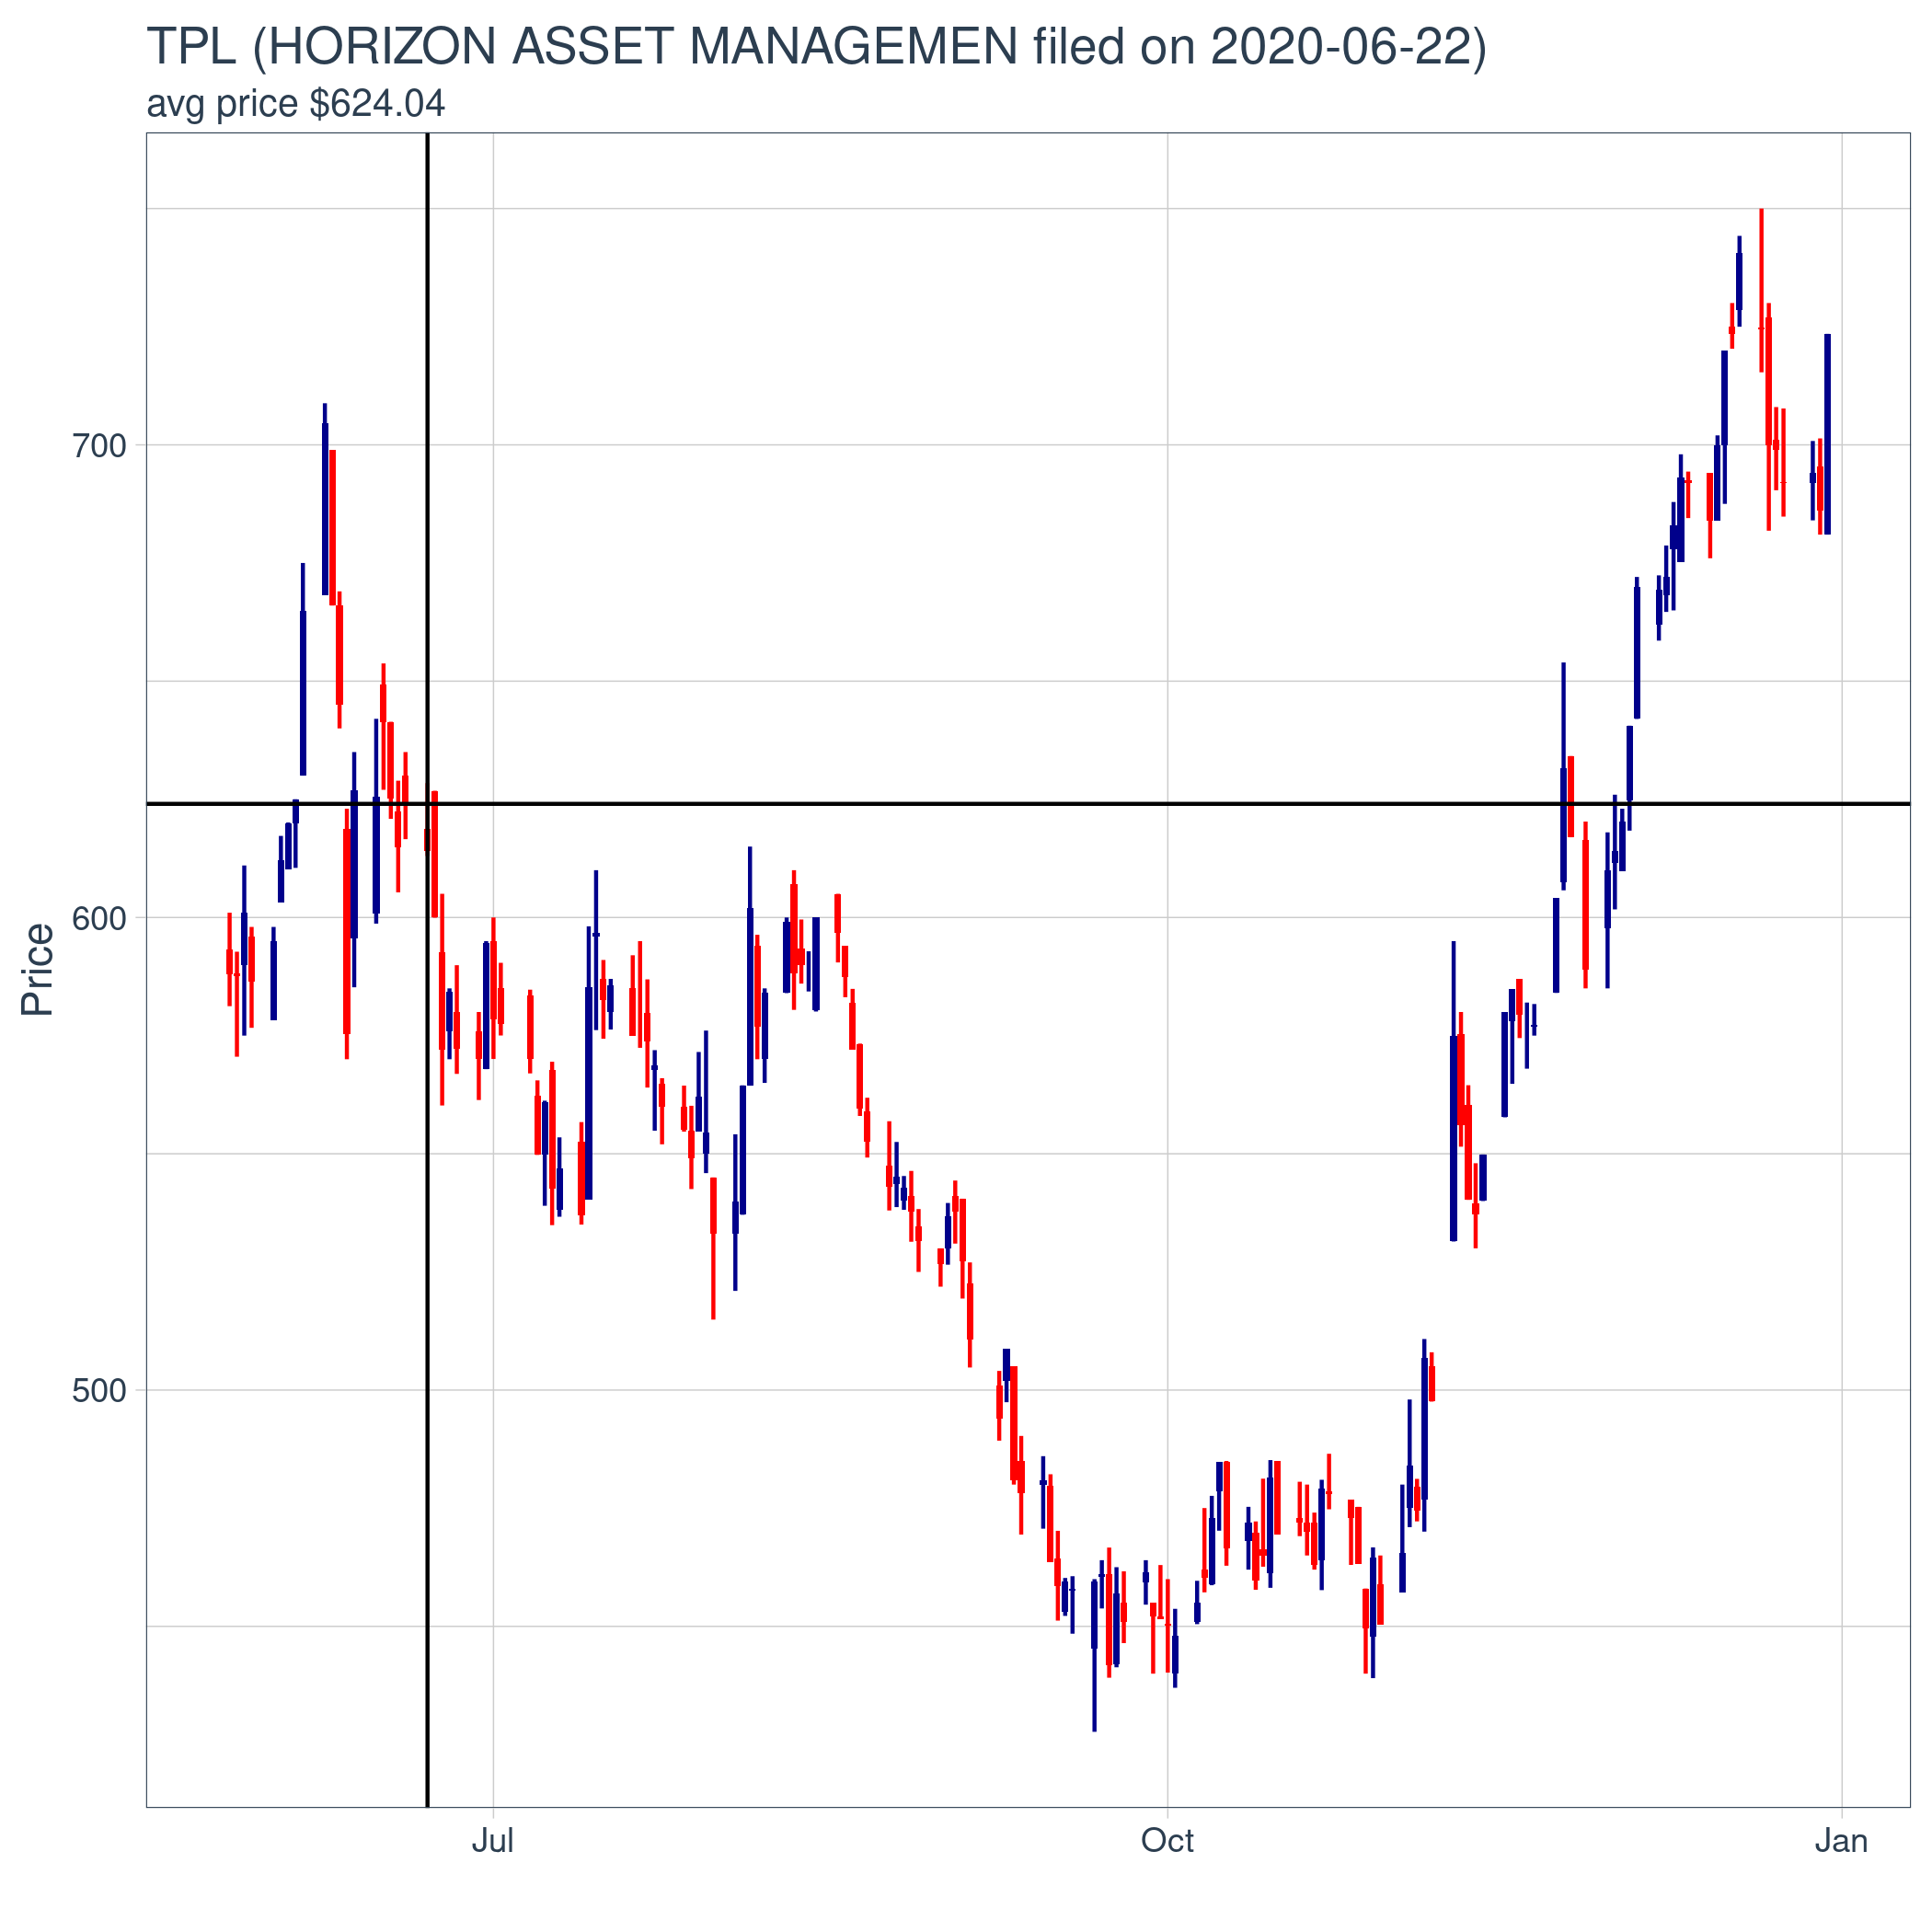 TPL (HORIZON ASSET MANAGEMEN filed on 2020-06-22)
avg price $624.04
Price
700
600
500
Jul
Oct
Jan